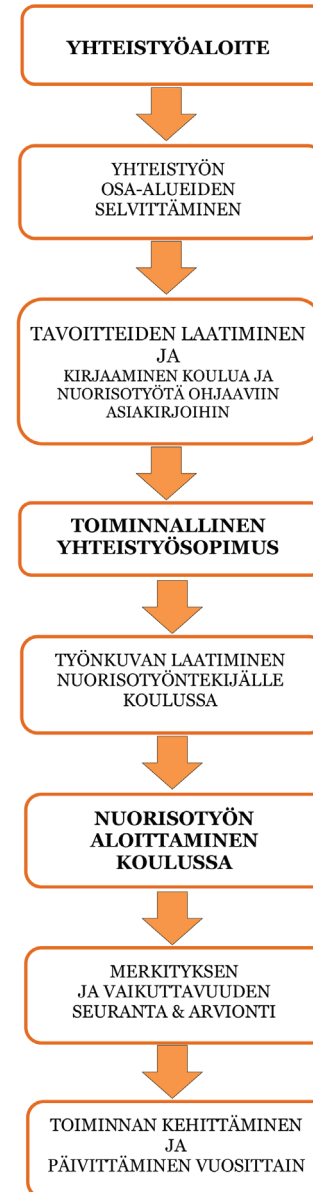 YHTEISTYÖALOITE
YHTEISTYÖN
OSA-ALUEIDEN
SELVITTÄMINEN
TAVOITTEIDEN LAATIMINEN
JA
KIRJAAMINEN KOULUA JA
NUORISOTYÖTÄ OHJAAVIIN
ASIAKIRJOIHIN
TOIMINNALLINEN
YHTEISTYÖSOPIMUS
TYÖNKUVAN LAATIMINEN
NUORISOTYÖNTEKIJÄLLE
KOULUSSA
NUORISOTYÖN
ALOITTAMINEN
KOULUSSA
MERKITYKSEN
JA VAIKUTTAVUUDEN
SEURANTA & ARVIONTI
TOIMINNAN KEHITTÄMINEN
JA
PÄIVITTÄMINEN VUOSITTAIN